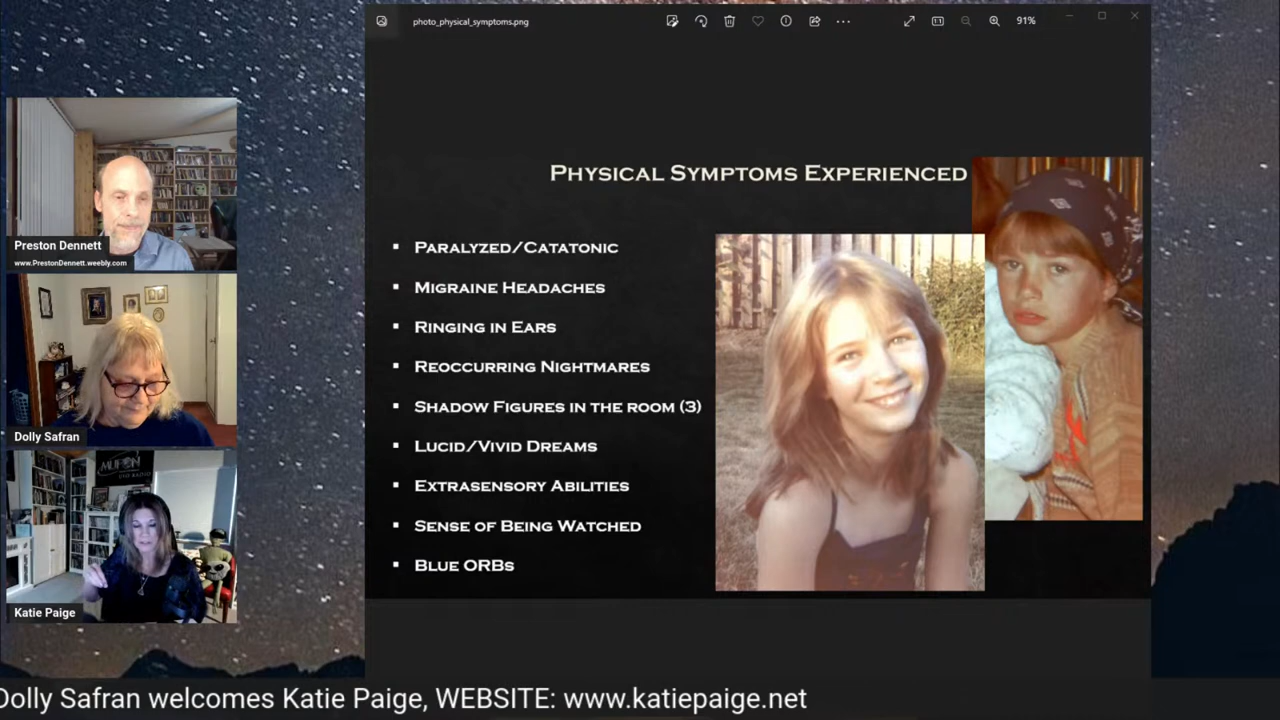 photo_physical_symptoms.png
91%
Physical Symptoms Experienced
▪ Paralyzed/Catatonic
▪ Migraine Headaches
▪ Ringing in Ears
▪ Reoccurring Nightmares
▪ Shadow Figures in the room (3)
▪ Lucid/Vivid Dreams
▪ Extrasensory Abilities
▪ Sense of Being Watched
▪ Blue ORBs
Preston Dennett
www.PrestonDennett.weebly.com
Dolly Safran
MUFON
Katie Paige
Dolly Safran welcomes Katie Paige, WEBSITE: www.katiepaige.net